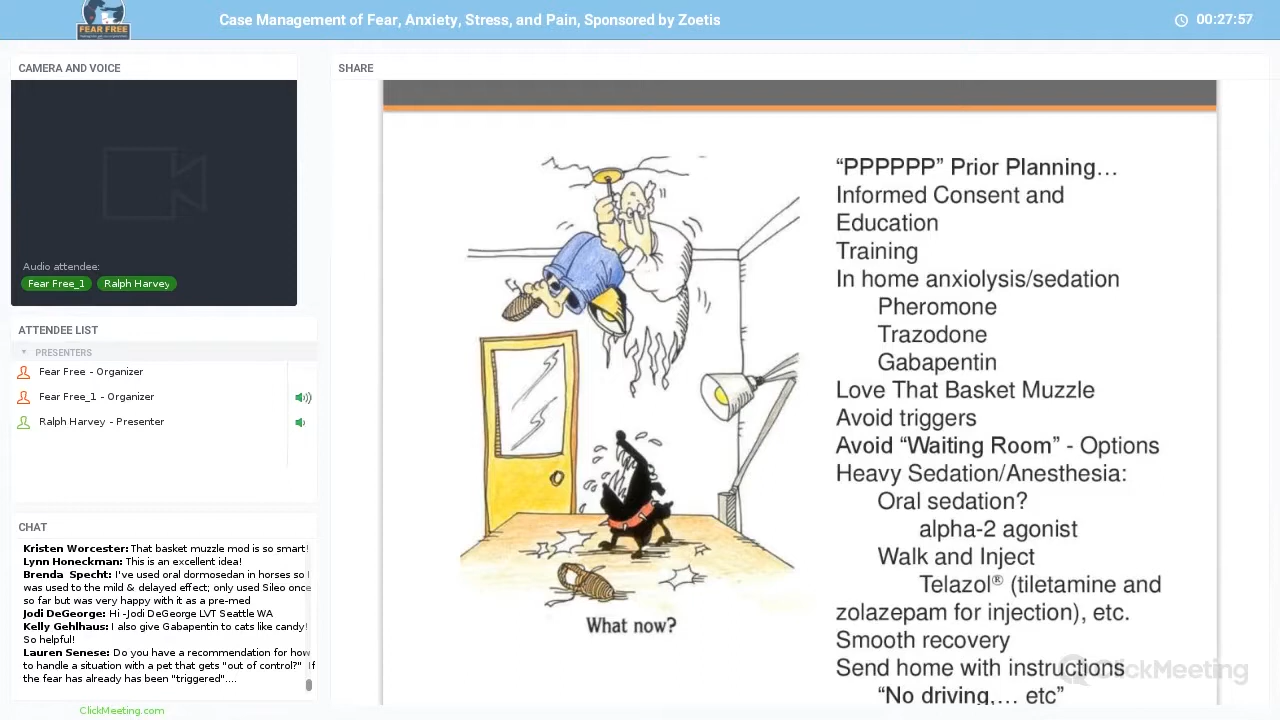 FEAR FREE
Case Management of Fear, Anxiety, Stress, and Pain, Sponsored by Zoetis
00:27:57
CAMERA AND VOICE
Audio attendee:
Fear Free_1
Ralph Harvey
ATTENDEE LIST
PRESENTERS
Fear Free - Organizer
Fear Free_1 - Organizer
Ralph Harvey - Presenter
CHAT
Kristen Worcester: That basket muzzle mod is so smart!
Lynn Honeckman: This is an excellent idea!
Brenda Specht: I've used oral dormosedan in horses so I
was used to the mild & delayed effect; only used Sileo once
so far but was very happy with it as a pre-med
Jodi DeGeorge: Hi -Jodi DeGeorge LVT Seattle WA
Kelly Gehlhaus: I also give Gabapentin to cats like candy!
So helpful!
Lauren Senese: Do you have a recommendation for how
to handle a situation with a pet that gets "out of control?" If
the fear has already has been "triggered"....
ClickMeeting.com
SHARE
What now?
“PPPPPP” Prior Planning…
Informed Consent and
Education
Training
In home anxiolysis/sedation
Pheromone
Trazodone
Gabapentin
Love That Basket Muzzle
Avoid triggers
Avoid “Waiting Room” - Options
Heavy Sedation/Anesthesia:
Oral sedation?
alpha-2 agonist
Walk and Inject
Telazol® (tiletamine and
zolazepam for injection), etc.
Smooth recovery
Send home with instructions
“No driving,… etc”
ClickMeeting